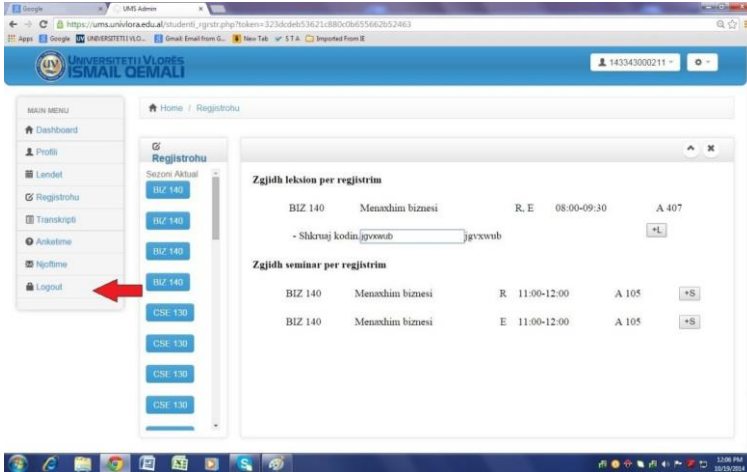 Google
UMS Admin
https://ums.univlora.edu.al/studenti_rgrstr.php?token=323dcdeb53621c880c0b655662b52463
Apps Google UNIVERSITETI I VLO... Gmail: Email from G... New Tab S T A Imported From IE
UV UNIVERSITETI I VLORËS
ISMAIL QEMALI
143343000211
MAIN MENU
Dashboard
Profili
Lendet
Regjistrohu
Transkripti
Anketime
Njoftime
Logout
Home / Regjistrohu
Regjistrohu
Sezoni Aktual
BIZ 140
BIZ 140
BIZ 140
BIZ 140
CSE 130
CSE 130
CSE 130
CSE 130
Zgjidh leksion per regjistrim
BIZ 140 Menaxhim biznesi R, E 08:00-09:30 A 407
- Shkruaj kodin. jgvxwub jgvxwub +L
Zgjidh seminar per regjistrim
BIZ 140 Menaxhim biznesi R 11:00-12:00 A 105 +S
BIZ 140 Menaxhim biznesi E 11:00-12:00 A 105 +S
12:06 PM
10/19/2014